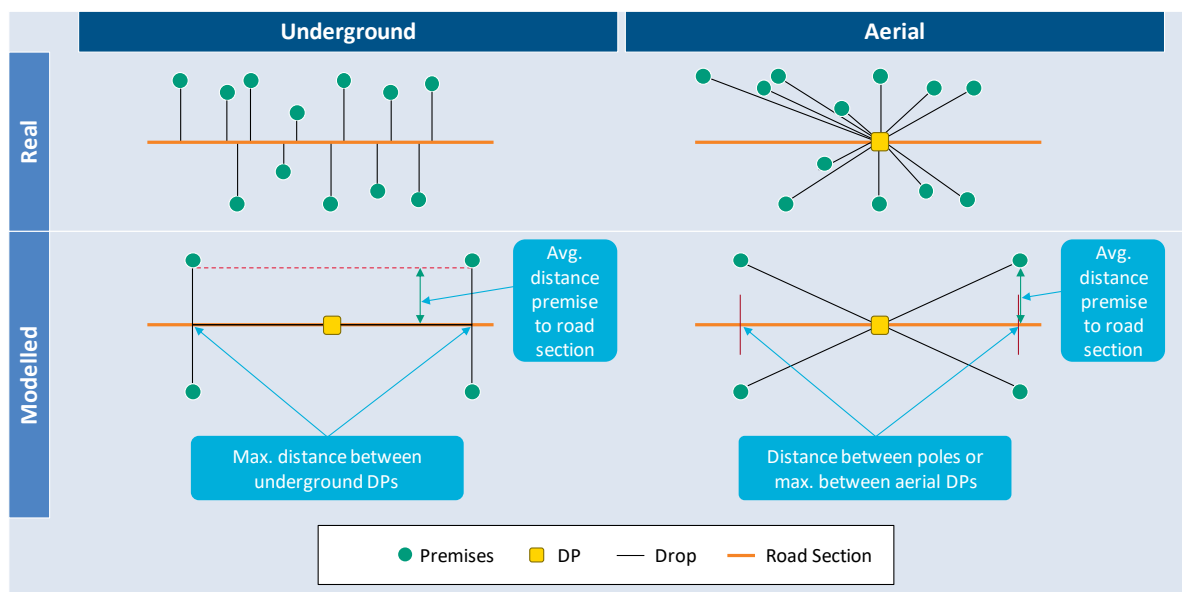 Underground
Aerial
Real
Modelled
Avg.
distance
premise
to road
section
Avg.
distance
premise
to road
section
Max. distance between
underground DPs
Distance between poles or
max. between aerial DPs
Premises
DP
Drop
Road Section